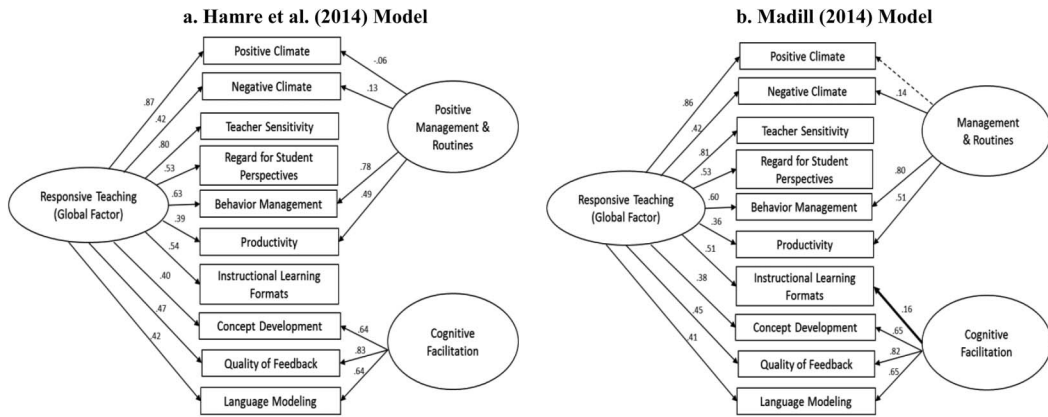 a. Hamre et al. (2014) Model
Positive Climate
Negative Climate
Teacher Sensitivity
Regard for Student
Perspectives
Behavior Management
Productivity
Instructional Learning
Formats
Concept Development
Quality of Feedback
Language Modeling
Responsive Teaching
(Global Factor)
.87
.42
.80
.53
.63
.39
.54
.40
.47
.42
Positive
Management &
Routines
-.06
.13
.78
.49
Cognitive
Facilitation
.64
.83
.64
b. Madill (2014) Model
Positive Climate
Negative Climate
Teacher Sensitivity
Regard for Student
Perspectives
Behavior Management
Productivity
Instructional Learning
Formats
Concept Development
Quality of Feedback
Language Modeling
Responsive Teaching
(Global Factor)
.86
.42
.81
.53
.60
.36
.51
.38
.45
.41
Management
& Routines
.14
.80
.51
Cognitive
Facilitation
.16
.65
.82
.65